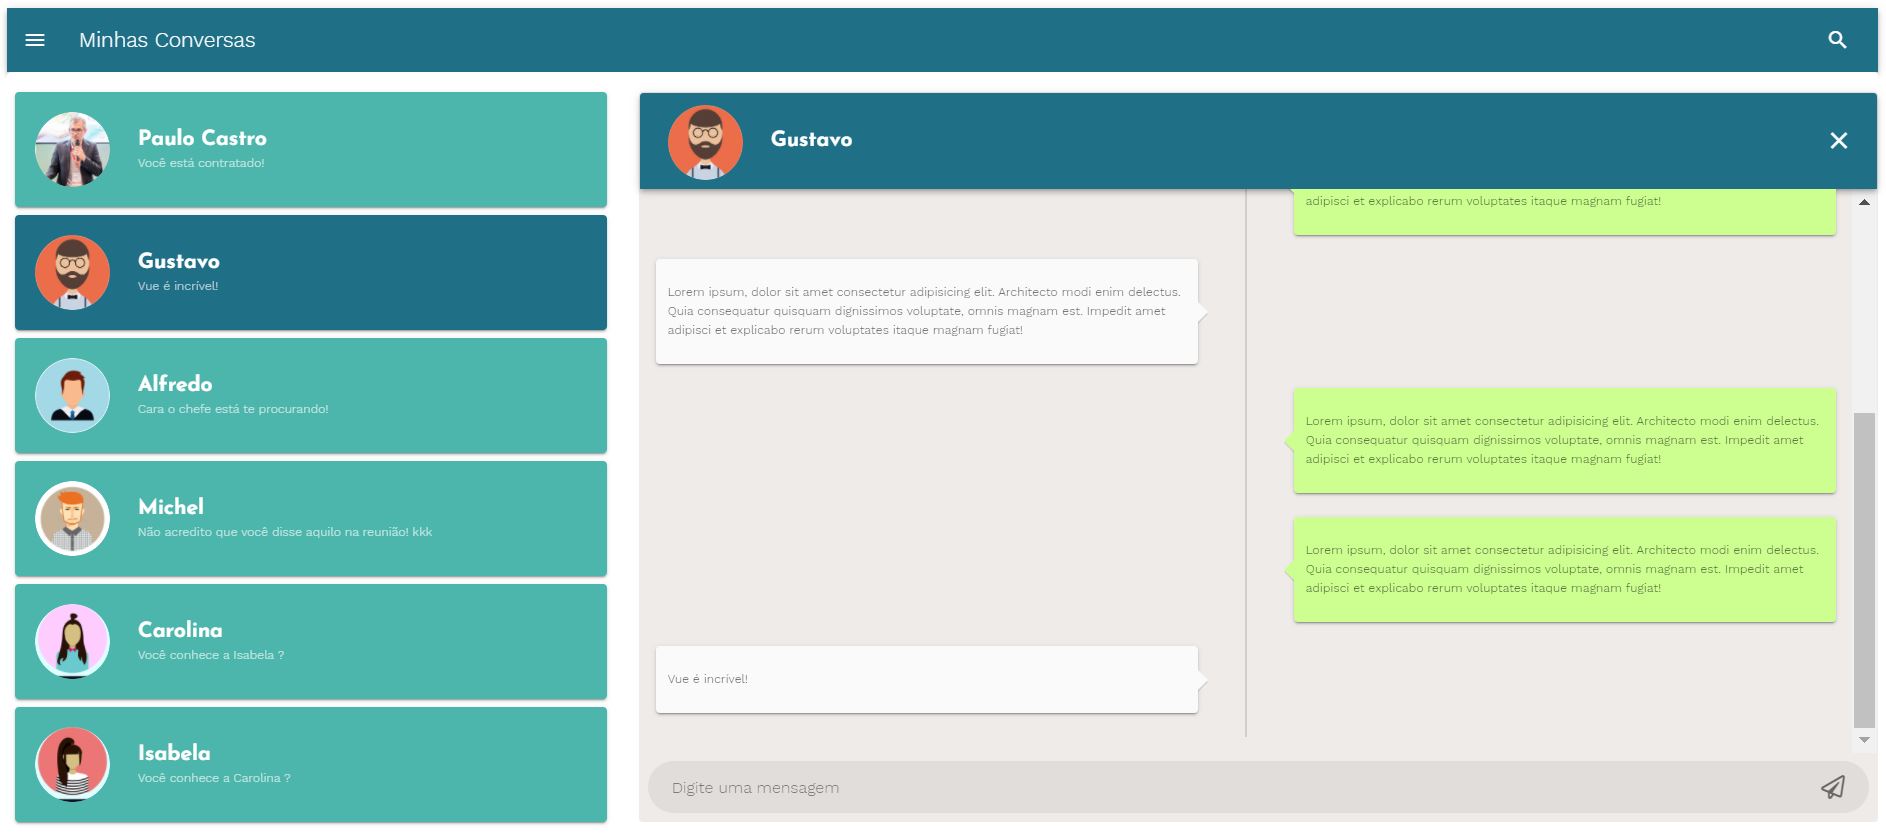 Minhas Conversas
Paulo Castro
Você está contratado!
Gustavo
Vue é incrível!
Alfredo
Cara o chefe está te procurando!
Michel
Não acredito que você disse aquilo na reunião! kkk
Carolina
Você conhece a Isabela ?
Isabela
Você conhece a Carolina ?
Gustavo
adipisci et explicabo rerum voluptates itaque magnam fugiat!
Lorem ipsum, dolor sit amet consectetur adipisicing elit. Architecto modi enim delectus.
Quia consequatur quisquam dignissimos voluptate, omnis magnam est. Impedit amet
adipisci et explicabo rerum voluptates itaque magnam fugiat!
Lorem ipsum, dolor sit amet consectetur adipisicing elit. Architecto modi enim delectus.
Quia consequatur quisquam dignissimos voluptate, omnis magnam est. Impedit amet
adipisci et explicabo rerum voluptates itaque magnam fugiat!
Lorem ipsum, dolor sit amet consectetur adipisicing elit. Architecto modi enim delectus.
Quia consequatur quisquam dignissimos voluptate, omnis magnam est. Impedit amet
adipisci et explicabo rerum voluptates itaque magnam fugiat!
Vue é incrível!
Digite uma mensagem